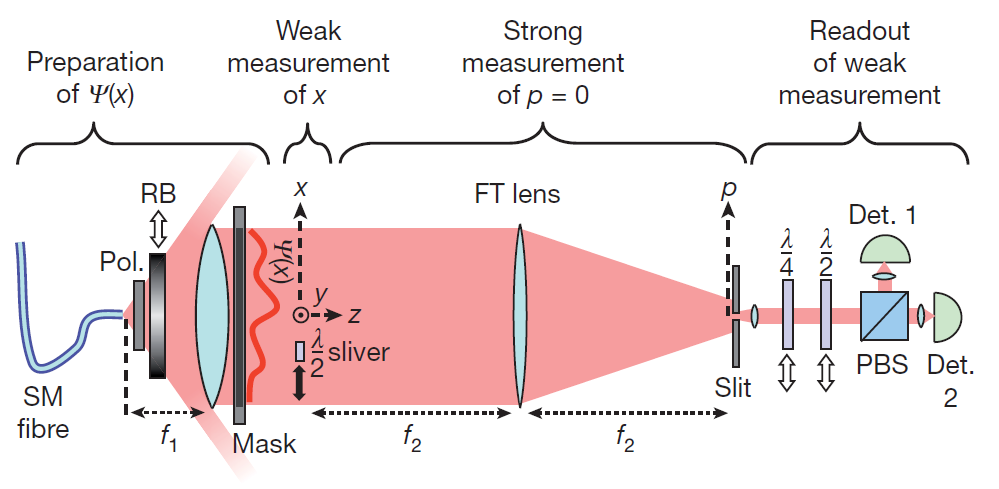 Preparation
of Ψ(x)
Weak
measurement
of x
Strong
measurement
of p = 0
Readout
of weak
measurement
RB
Pol.
SM
fibre
f₁
Mask
Ψ(x)
x
y
z
λ/2 sliver
f₂
FT lens
f₂
p
Slit
λ/4
λ/2
Det. 1
PBS
Det.
2